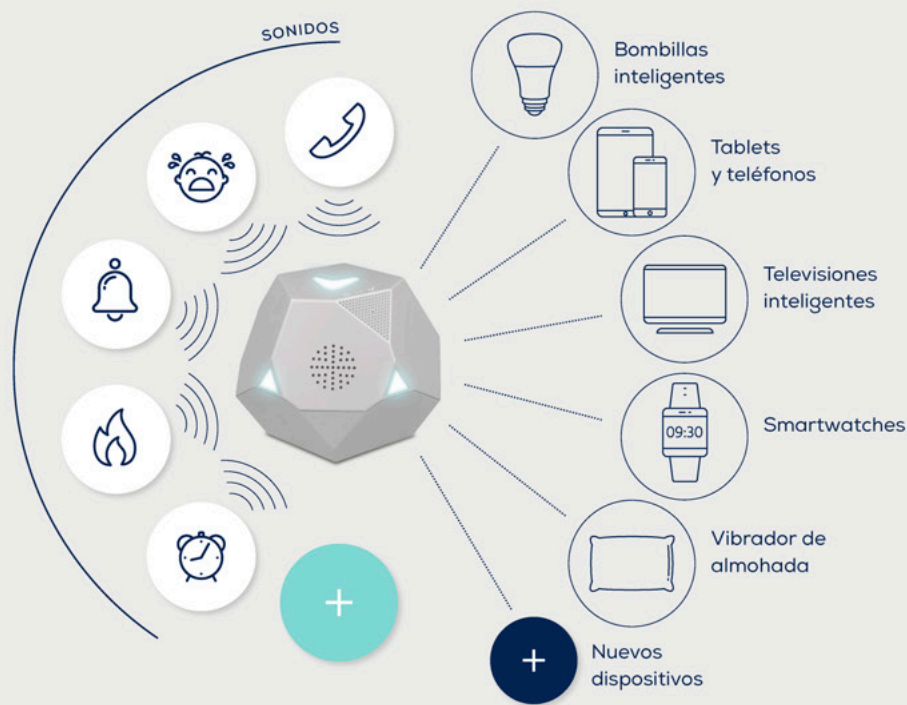 SONIDOS
Bombillas
inteligentes
Tablets
y teléfonos
Televisiones
inteligentes
09:30
Smartwatches
Vibrador de
almohada
Nuevos
dispositivos